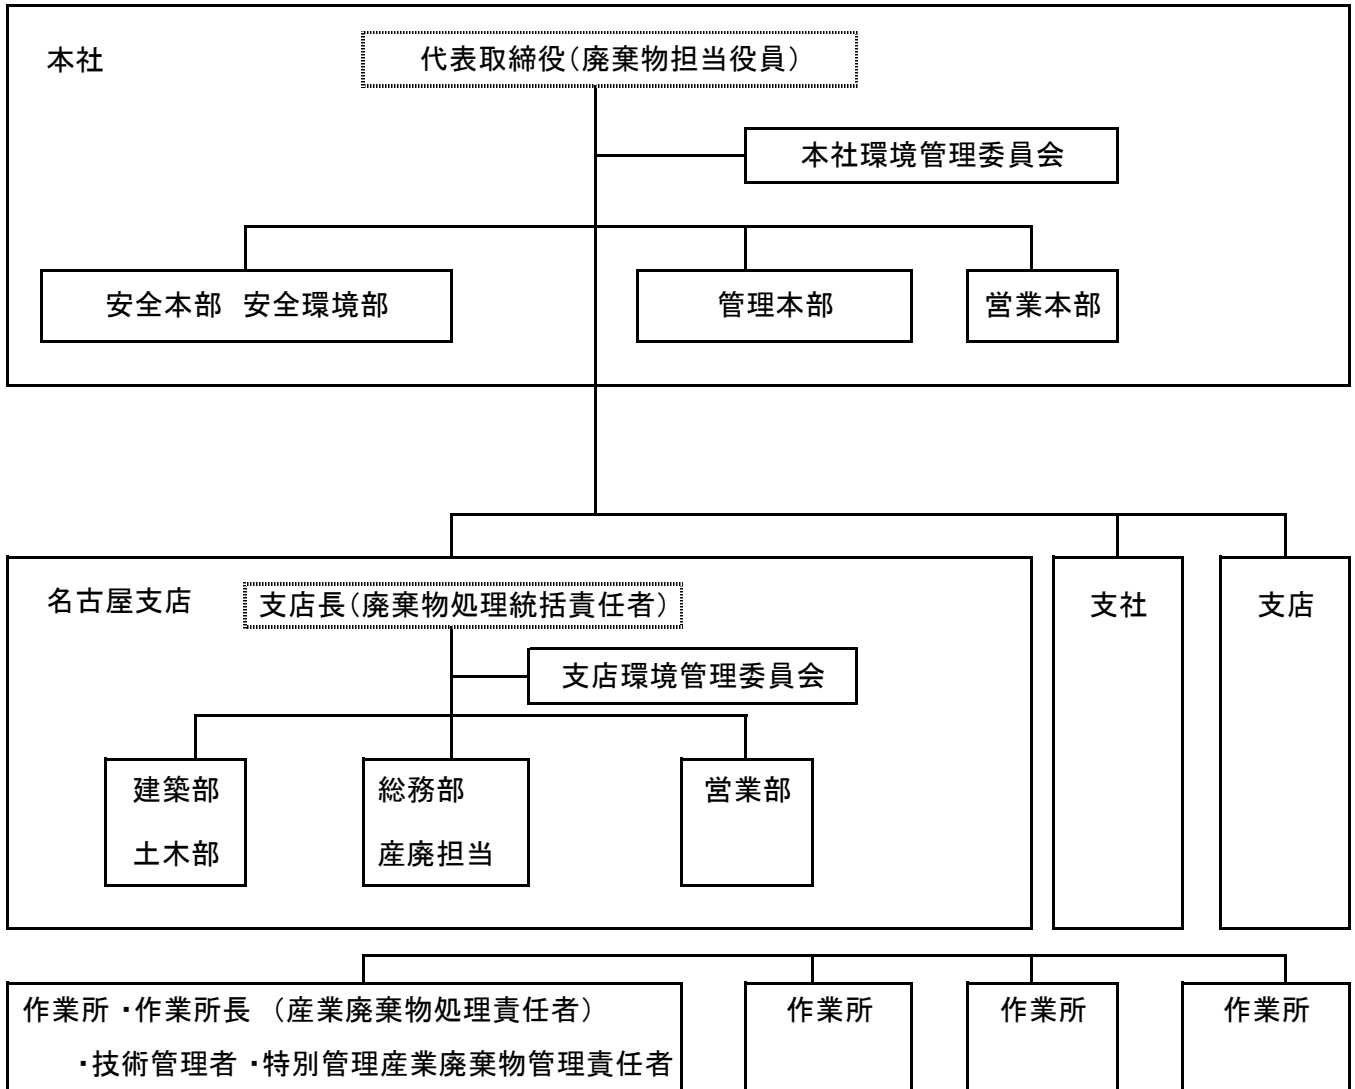 本社
代表取締役(廃棄物担当役員)
本社環境管理委員会
安全本部 安全環境部
管理本部
営業本部
名古屋支店
支店長(廃棄物処理統括責任者)
支社
支店
支店環境管理委員会
建築部
土木部
総務部
産廃担当
営業部
作業所・作業所長 (産業廃棄物処理責任者)
・技術管理者・特別管理産業廃棄物管理責任者
作業所
作業所
作業所